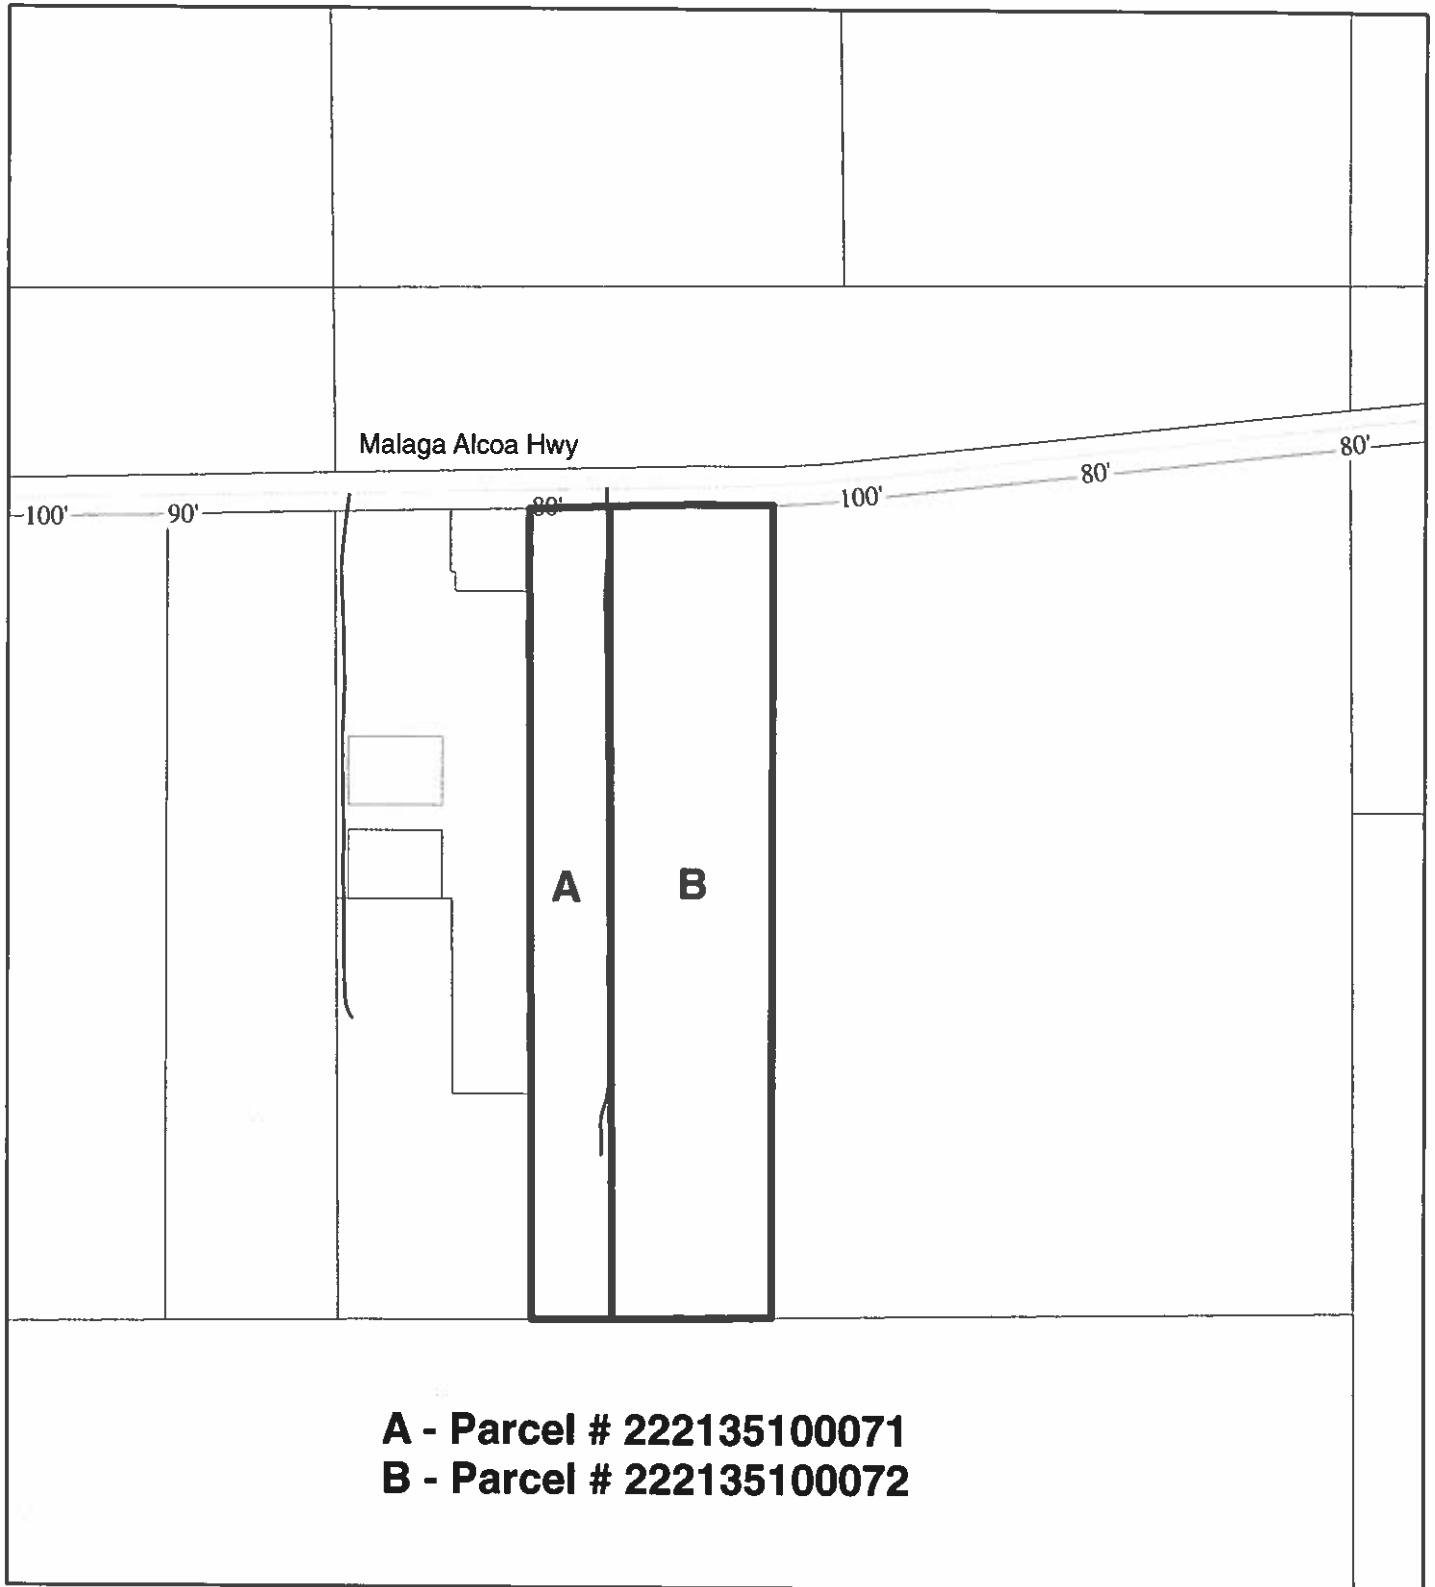 Malaga Alcoa Hwy
80'
80'
100'
80'
100'
90'
A
B
A - Parcel # 222135100071
B - Parcel # 222135100072